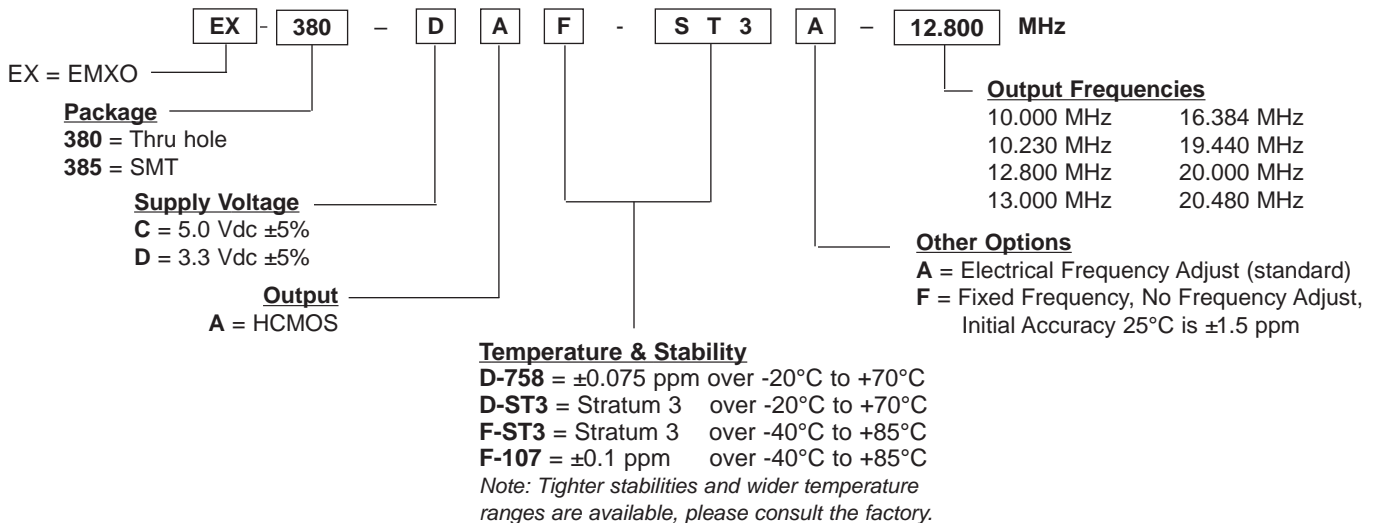 EX - 380 – D A F - S T 3 A – 12.800 MHz
EX = EMXO
Package
380 = Thru hole
385 = SMT
Supply Voltage
C = 5.0 Vdc ±5%
D = 3.3 Vdc ±5%
Output
A = HCMOS
Temperature & Stability
D-758 = ±0.075 ppm over -20°C to +70°C
D-ST3 = Stratum 3 over -20°C to +70°C
F-ST3 = Stratum 3 over -40°C to +85°C
F-107 = ±0.1 ppm over -40°C to +85°C
Note: Tighter stabilities and wider temperature
ranges are available, please consult the factory.
Other Options
A = Electrical Frequency Adjust (standard)
F = Fixed Frequency, No Frequency Adjust,
Initial Accuracy 25°C is ±1.5 ppm
Output Frequencies
10.000 MHz 16.384 MHz
10.230 MHz 19.440 MHz
12.800 MHz 20.000 MHz
13.000 MHz 20.480 MHz